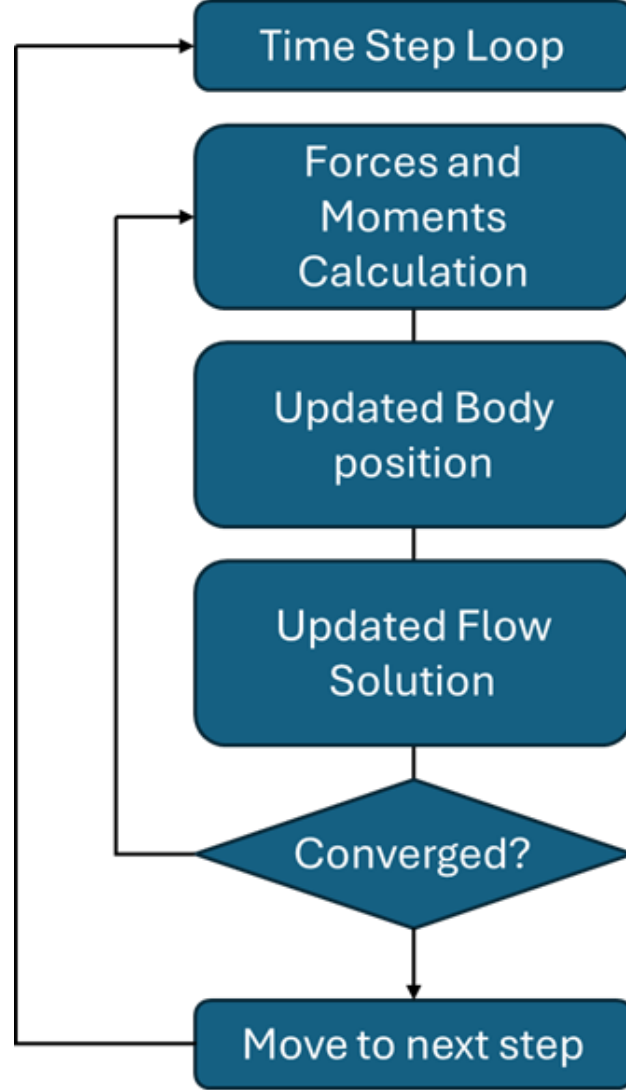 Time Step Loop
Forces and
Moments
Calculation
Updated Body
position
Updated Flow
Solution
Converged?
Move to next step